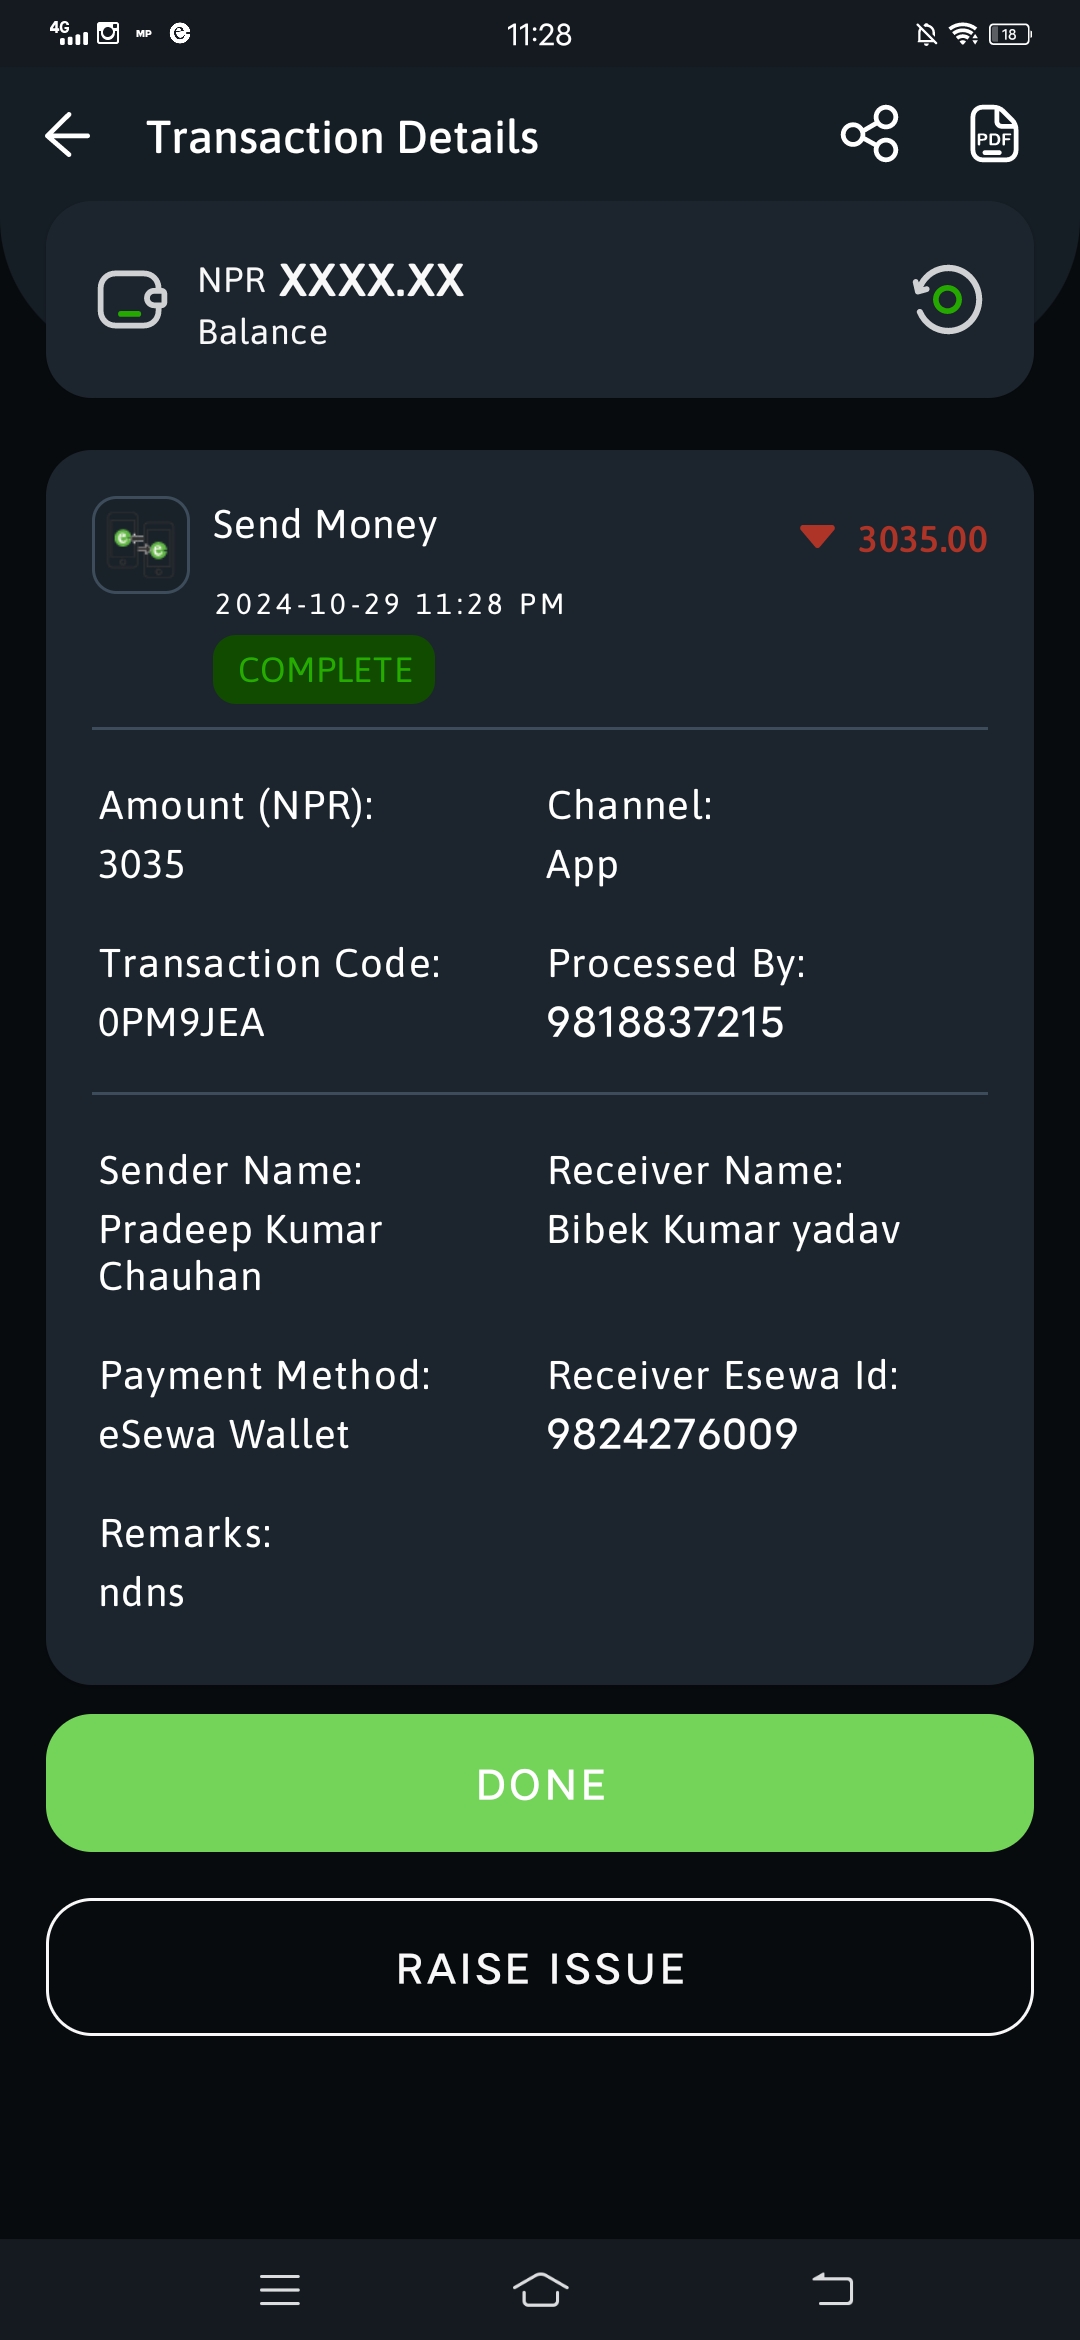 4G MP 11:28 18
Transaction Details
PDF
NPR XXXX.XX
Balance
Send Money
3035.00
2024-10-29 11:28 PM
COMPLETE
Amount (NPR): Channel:
3035 App
Transaction Code: Processed By:
0PM9JEA 9818837215
Sender Name: Receiver Name:
Pradeep Kumar Bibek Kumar yadav
Chauhan
Payment Method: Receiver Esewa Id:
eSewa Wallet 9824276009
Remarks:
ndns
DONE
RAISE ISSUE